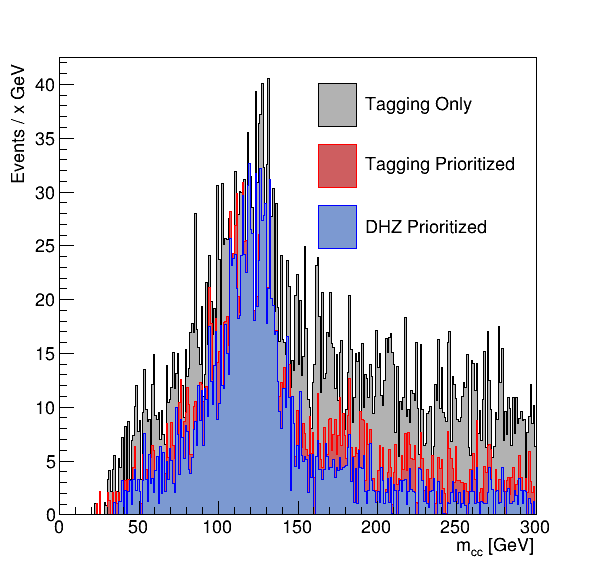 Events / x GeV
40
35
30
25
20
15
10
5
0
Tagging Only
Tagging Prioritized
DHZ Prioritized
0 50 100 150 200 250 300
m_cc [GeV]